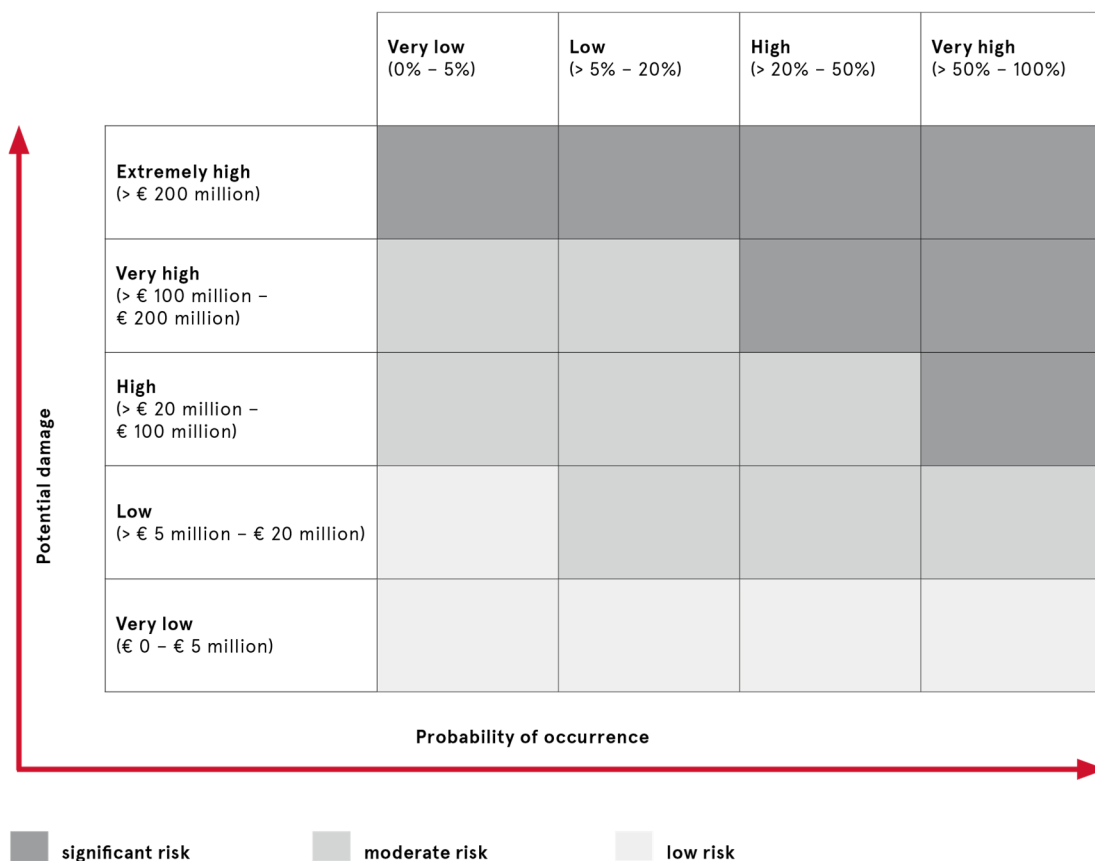 Very low
(0% – 5%)
Low
(> 5% – 20%)
High
(> 20% – 50%)
Very high
(> 50% – 100%)
Extremely high
(> € 200 million)
Very high
(> € 100 million –
€ 200 million)
High
(> € 20 million –
€ 100 million)
Low
(> € 5 million – € 20 million)
Very low
(€ 0 – € 5 million)
Potential damage
Probability of occurrence
significant risk
moderate risk
low risk